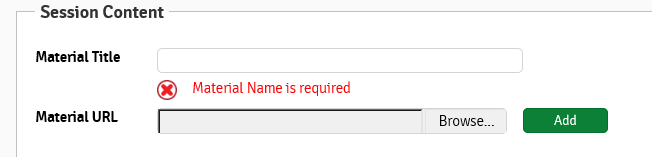 Session Content
Material Title
Material Name is required
Material URL Browse... Add